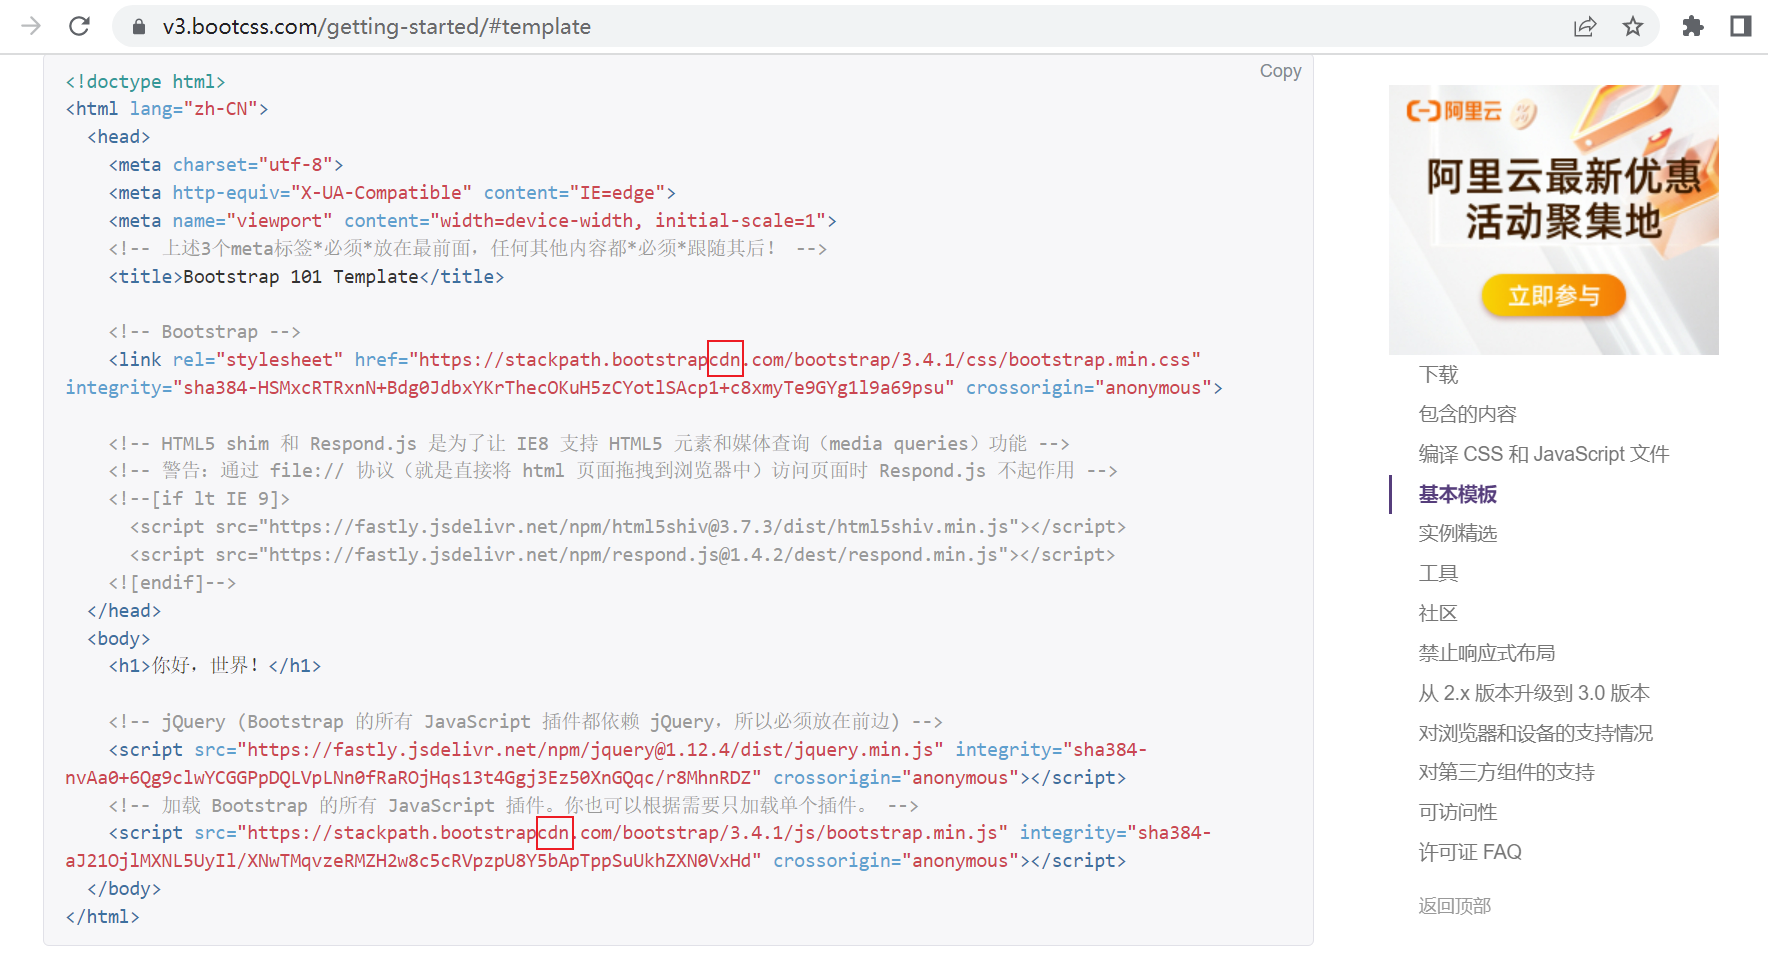 v3.bootcss.com/getting-started/#template
Copy
<!doctype html>
<html lang="zh-CN">
<head>
<meta charset="utf-8">
<meta http-equiv="X-UA-Compatible" content="IE=edge">
<meta name="viewport" content="width=device-width, initial-scale=1">
<!-- 上述3个meta标签*必须*放在最前面，任何其他内容都*必须*跟随其后！ -->
<title>Bootstrap 101 Template</title>
<!-- Bootstrap -->
<link rel="stylesheet" href="https://stackpath.bootstrapcdn.com/bootstrap/3.4.1/css/bootstrap.min.css"
integrity="sha384-HSMxcRTRxnN+Bdg0JdbxYKrThecOKuH5zCYotlSAcp1+c8xmyTe9GYg1l9a69psu" crossorigin="anonymous">
<!-- HTML5 shim 和 Respond.js 是为了让 IE8 支持 HTML5 元素和媒体查询（media queries）功能 -->
<!-- 警告：通过 file:// 协议（就是直接将 html 页面拖拽到浏览器中）访问页面时 Respond.js 不起作用 -->
<!--[if lt IE 9]>
<script src="https://fastly.jsdelivr.net/npm/html5shiv@3.7.3/dist/html5shiv.min.js"></script>
<script src="https://fastly.jsdelivr.net/npm/respond.js@1.4.2/dest/respond.min.js"></script>
<![endif]-->
</head>
<body>
<h1>你好，世界！</h1>
<!-- jQuery (Bootstrap 的所有 JavaScript 插件都依赖 jQuery，所以必须放在前边) -->
<script src="https://fastly.jsdelivr.net/npm/jquery@1.12.4/dist/jquery.min.js" integrity="sha384-
nvAa0+6Qg9clwYCGGPpDQLVpLNn0fRaROjHqs13t4Ggj3Ez50XnGQqc/r8MhnRDZ" crossorigin="anonymous"></script>
<!-- 加载 Bootstrap 的所有 JavaScript 插件。你也可以根据需要只加载单个插件。 -->
<script src="https://stackpath.bootstrapcdn.com/bootstrap/3.4.1/js/bootstrap.min.js" integrity="sha384-
aJ21OjlMXNL5UyIl/XNwTMqvzeRMZH2w8c5cRVpzpU8Y5bApTppSuUkhZXN0VxHd" crossorigin="anonymous"></script>
</body>
</html>
阿里云
阿里云最新优惠
活动聚集地
立即参与
下载
包含的内容
编译 CSS 和 JavaScript 文件
基本模板
实例精选
工具
社区
禁止响应式布局
从 2.x 版本升级到 3.0 版本
对浏览器和设备的支持情况
对第三方组件的支持
可访问性
许可证 FAQ
返回顶部